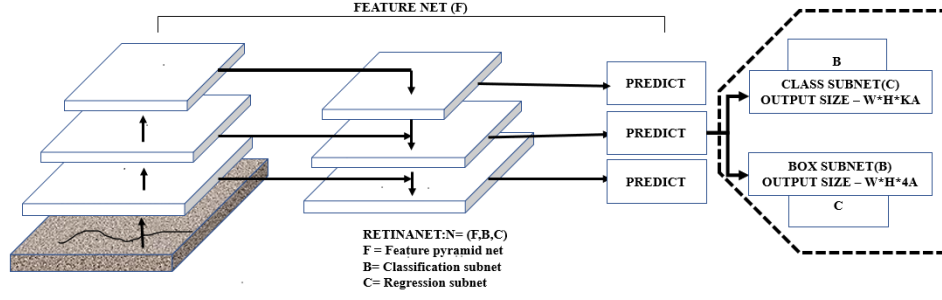 FEATURE NET (F)
PREDICT
PREDICT
PREDICT
B
CLASS SUBNET(C)
OUTPUT SIZE – W*H*KA
BOX SUBNET(B)
OUTPUT SIZE – W*H*4A
C
RETINANET:N= (F,B,C)
F = Feature pyramid net
B= Classification subnet
C= Regression subnet